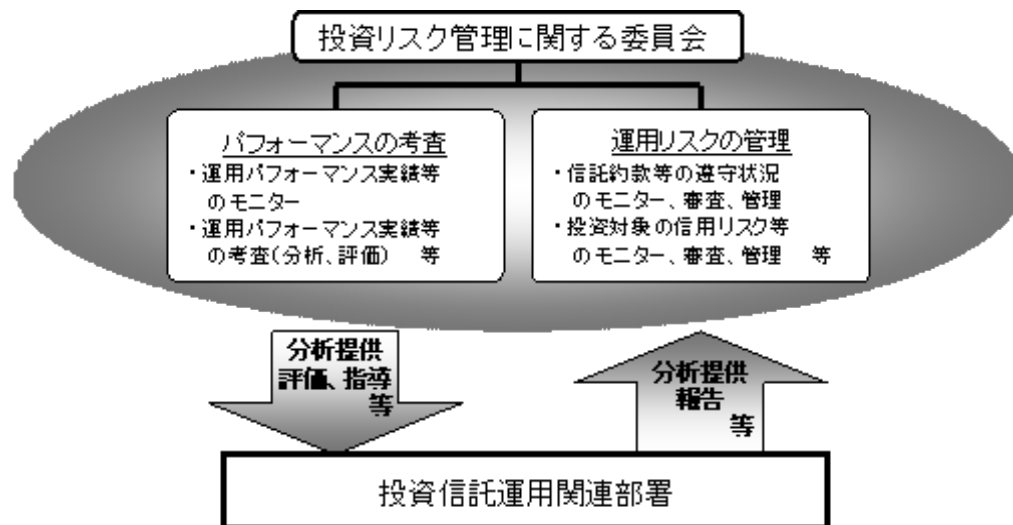 投資リスク管理に関する委員会
パフォーマンスの考査
・運用パフォーマンス実績等
のモニター
・運用パフォーマンス実績等
の考査(分析、評価) 等
運用リスクの管理
・信託約款等の遵守状況
のモニター、審査、管理
・投資対象の信用リスク等
のモニター、審査、管理 等
分析提供
評価、指導
等
分析提供
報告
等
投資信託運用関連部署